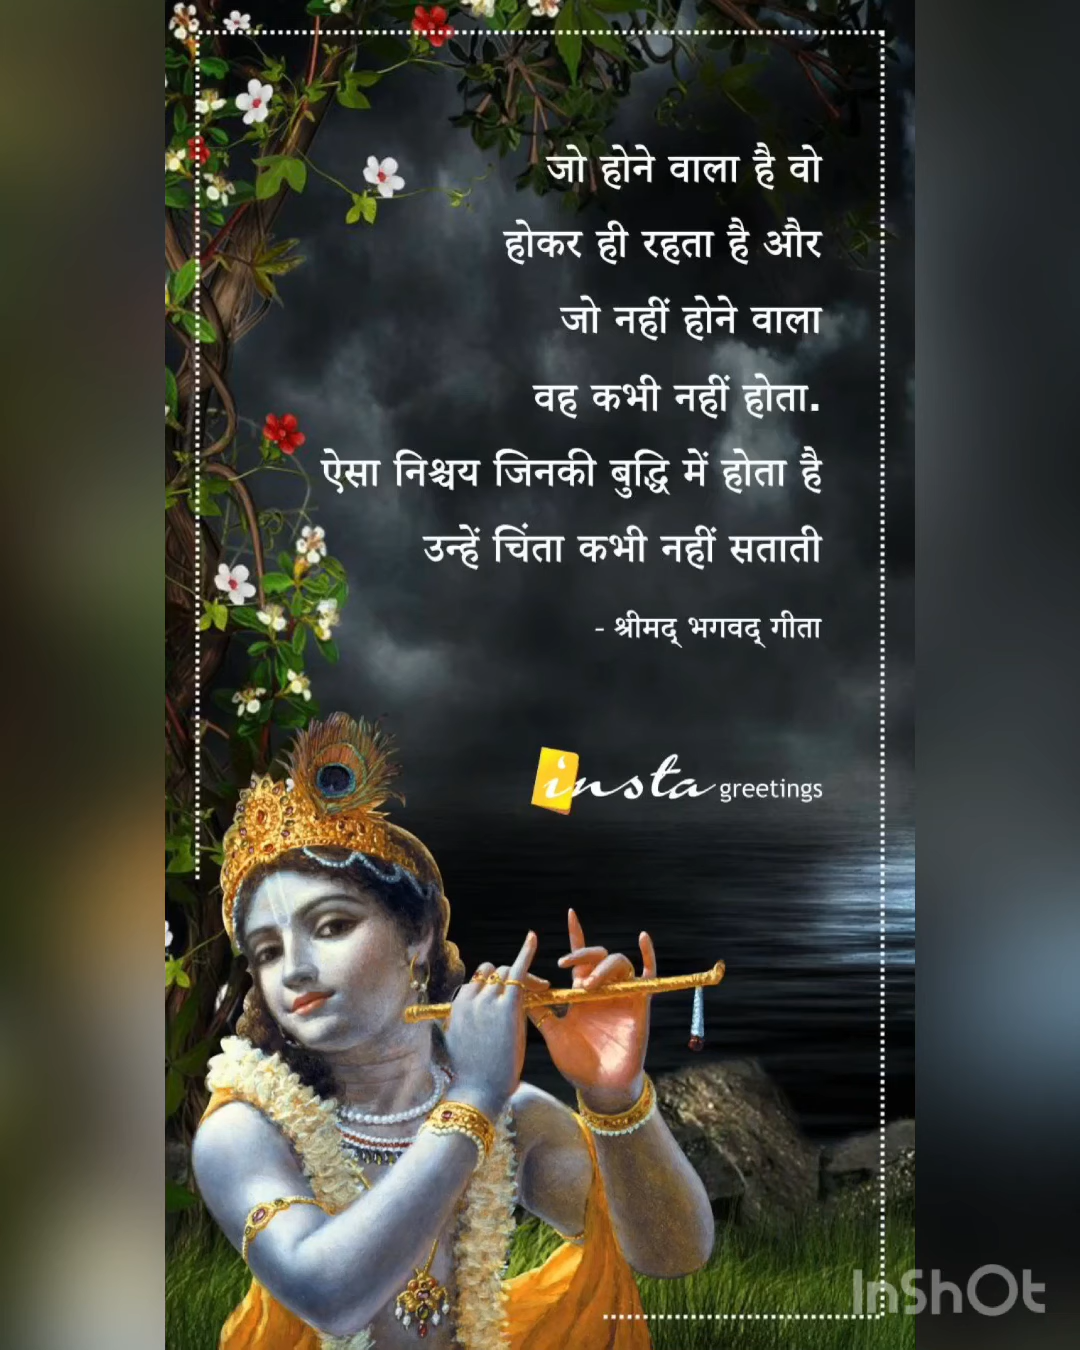 जो होने वाला है वो
होकर ही रहता है और
जो नहीं होने वाला
वह कभी नहीं होता.
ऐसा निश्चय जिनकी बुद्धि में होता है
उन्हें चिंता कभी नहीं सताती
- श्रीमद् भगवद् गीता
insta greetings
InShOt